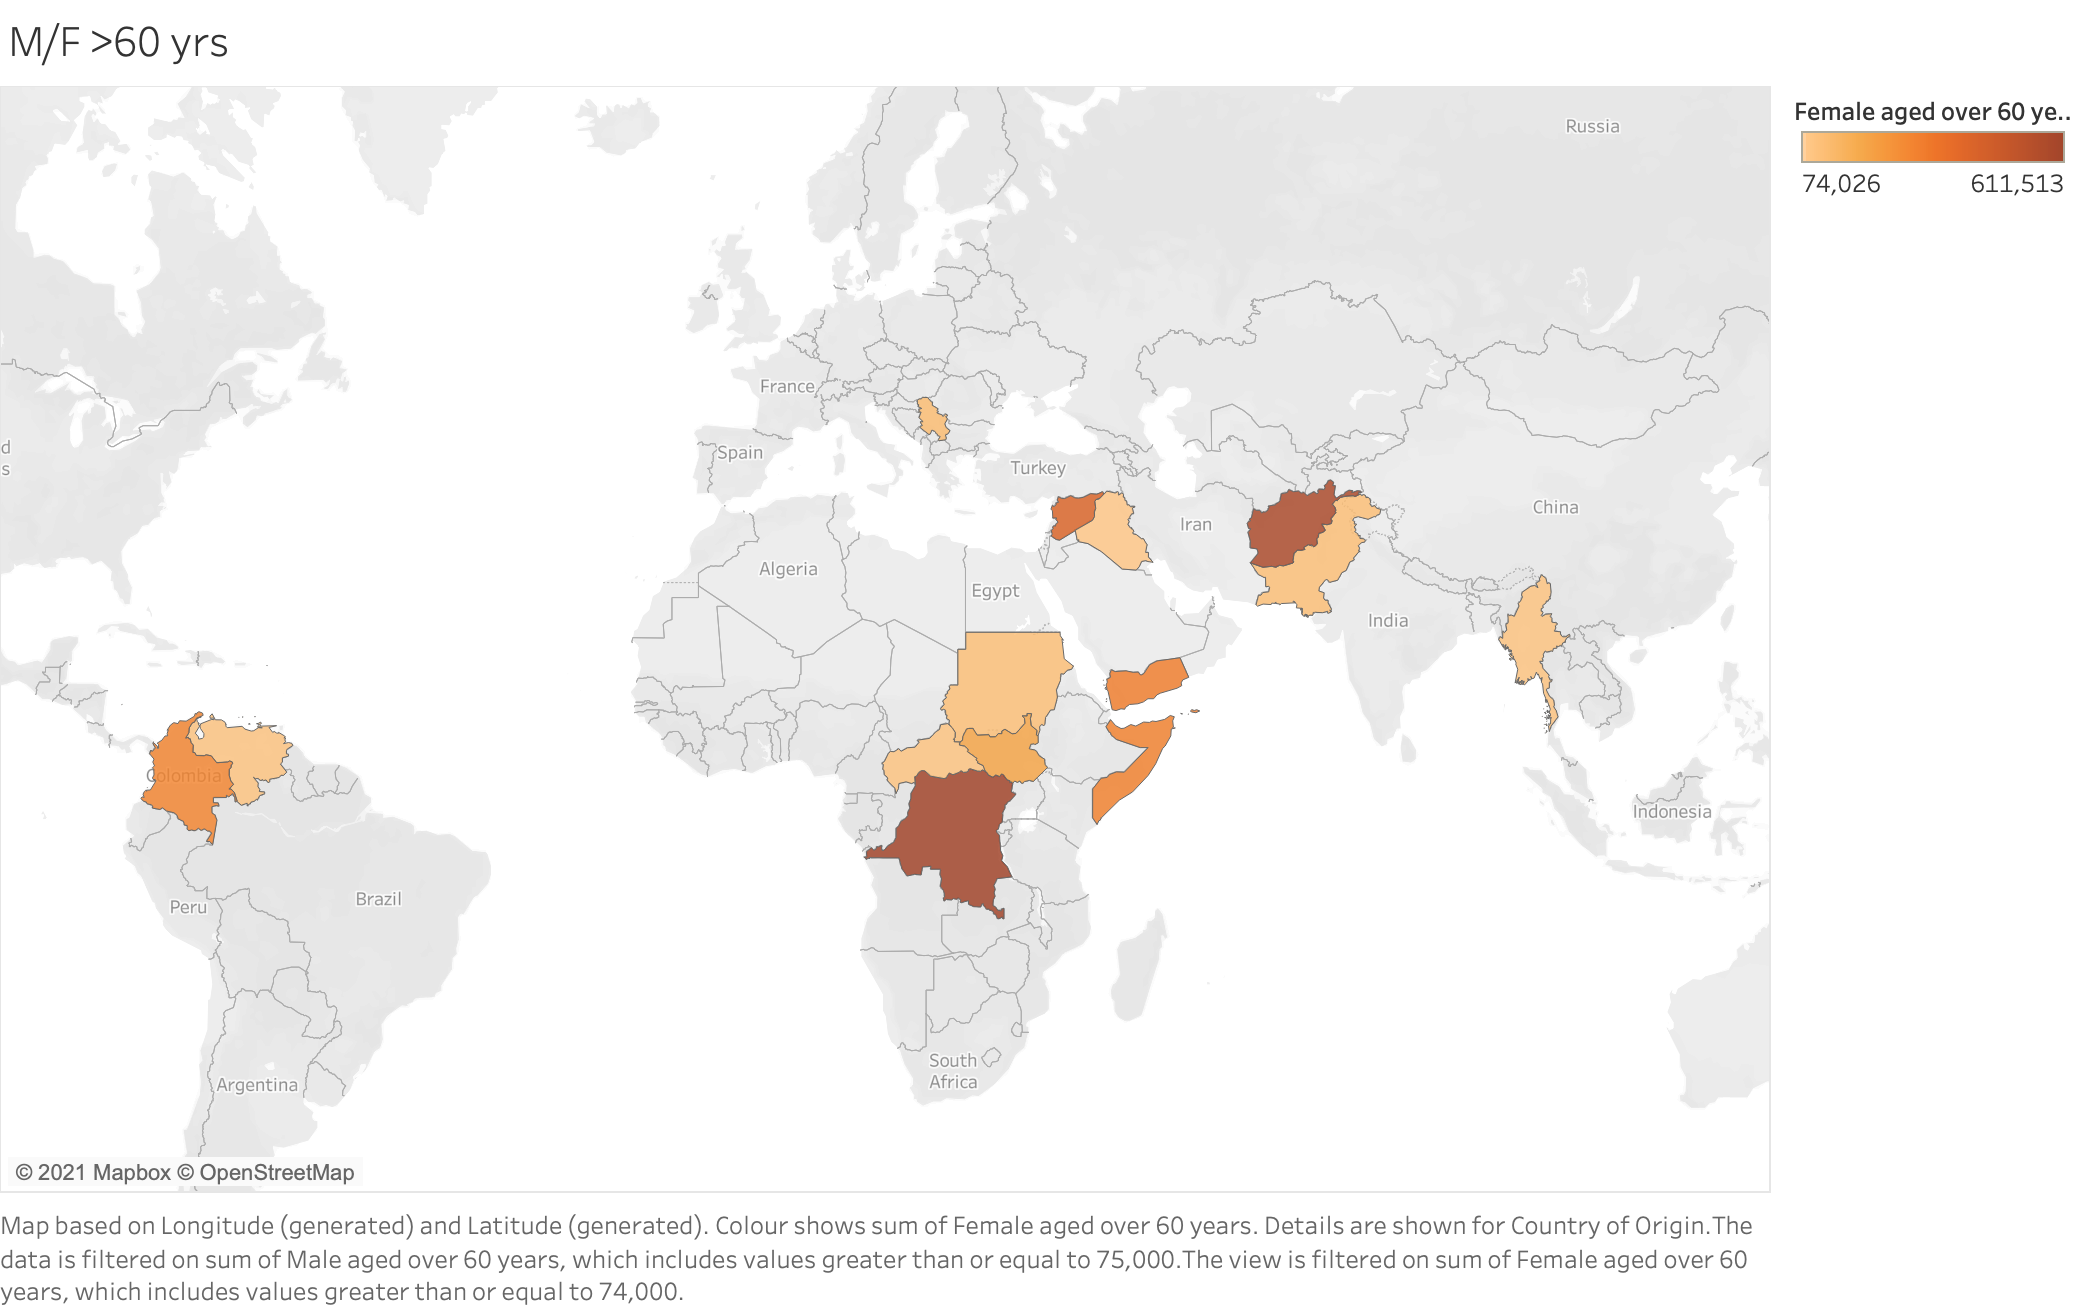 M/F >60 yrs
Female aged over 60 ye..
74,026 611,513
Russia
France
d
s
Spain
Turkey
China
Iran
Algeria
Egypt
India
Colombia
Indonesia
Brazil
Peru
South
Africa
Argentina
© 2021 Mapbox © OpenStreetMap
Map based on Longitude (generated) and Latitude (generated). Colour shows sum of Female aged over 60 years. Details are shown for Country of Origin.The
data is filtered on sum of Male aged over 60 years, which includes values greater than or equal to 75,000.The view is filtered on sum of Female aged over 60
years, which includes values greater than or equal to 74,000.